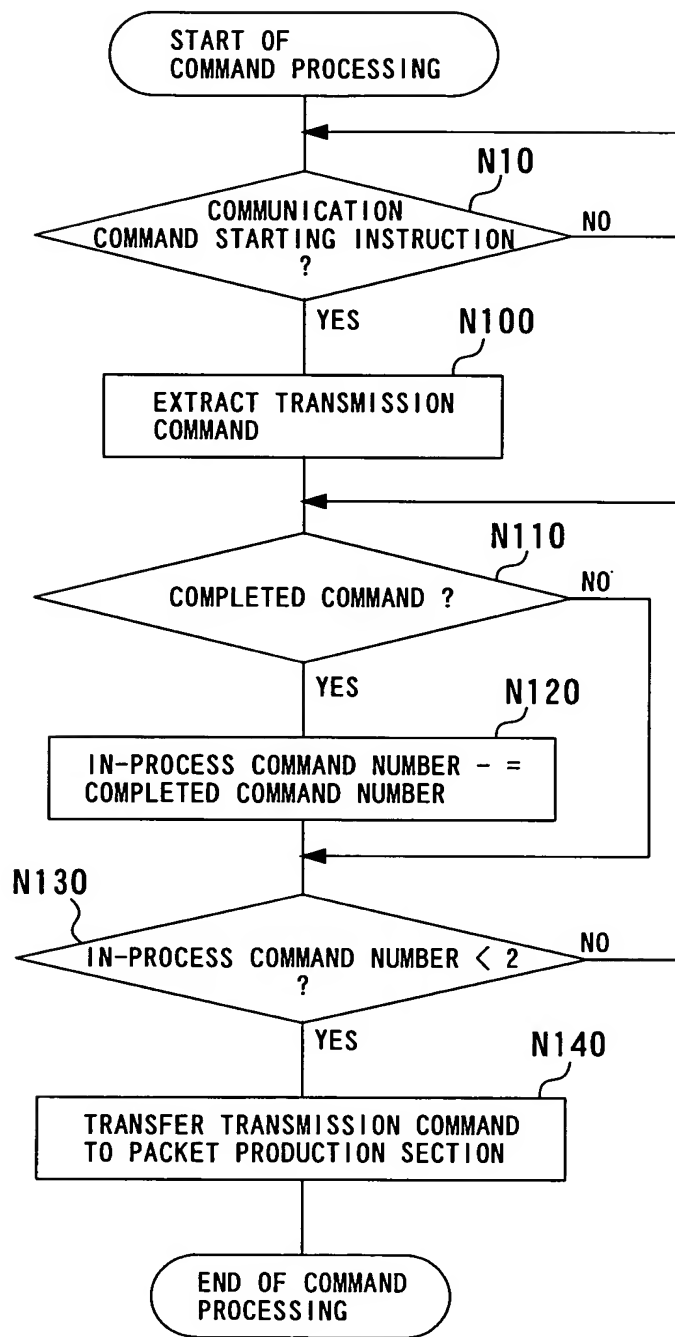 START OF
COMMAND PROCESSING
N10
COMMUNICATION
COMMAND STARTING INSTRUCTION
?
NO
YES
N100
EXTRACT TRANSMISSION
COMMAND
N110
COMPLETED COMMAND ?
NO
YES
N120
IN-PROCESS COMMAND NUMBER - =
COMPLETED COMMAND NUMBER
N130
IN-PROCESS COMMAND NUMBER < 2
?
NO
YES
N140
TRANSFER TRANSMISSION COMMAND
TO PACKET PRODUCTION SECTION
END OF COMMAND
PROCESSING